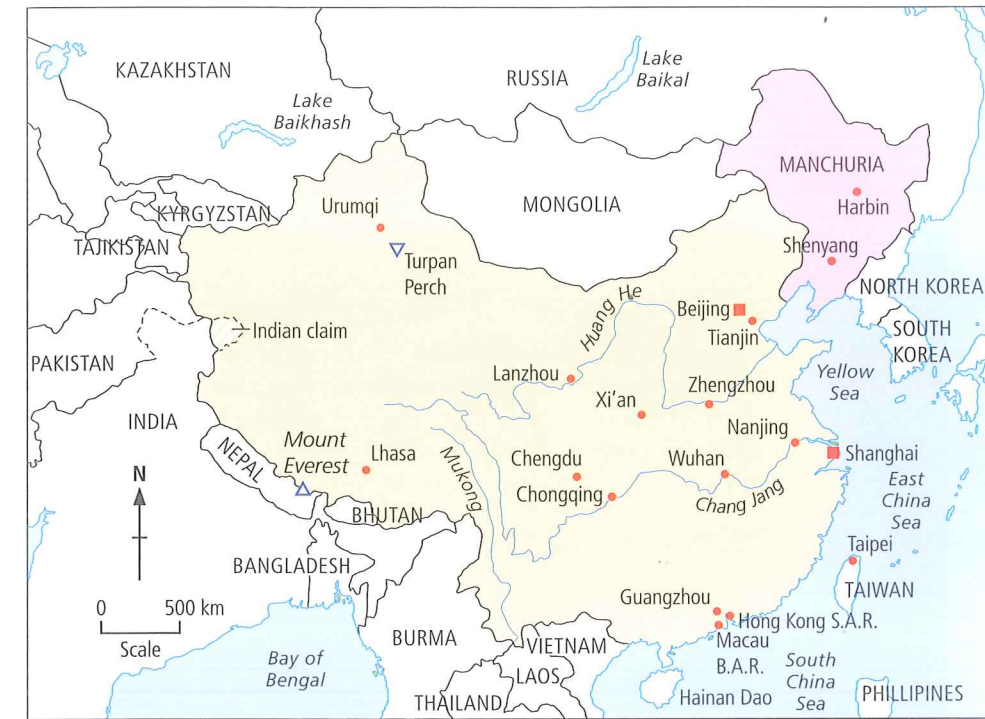 KAZAKHSTAN
RUSSIA
Lake
Baikal
Lake
Baikhash
MANCHURIA
Harbin
KYRGYZSTAN
Urumqi
MONGOLIA
TAJIKISTAN
Shenyang
Turpan
Perch
NORTH KOREA
Huang He
Beijing
Tianjin
Indian claim
SOUTH
KOREA
PAKISTAN
Lanzhou
Zhengzhou
Yellow
Sea
Xi'an
INDIA
Nanjing
Mount
Everest
NEPAL
Lhasa
Mukong
Chengdu
Wuhan
Shanghai
N
Chongqing
Chang Jang
East
China
Sea
BHUTAN
Taipei
BANGLADESH
TAIWAN
0 500 km
Scale
Guangzhou
Hong Kong S.A.R.
BURMA
VIETNAM
Macau
B.A.R.
Bay of
Bengal
LAOS
South
China
Sea
THAILAND
Hainan Dao
PHILLIPINES